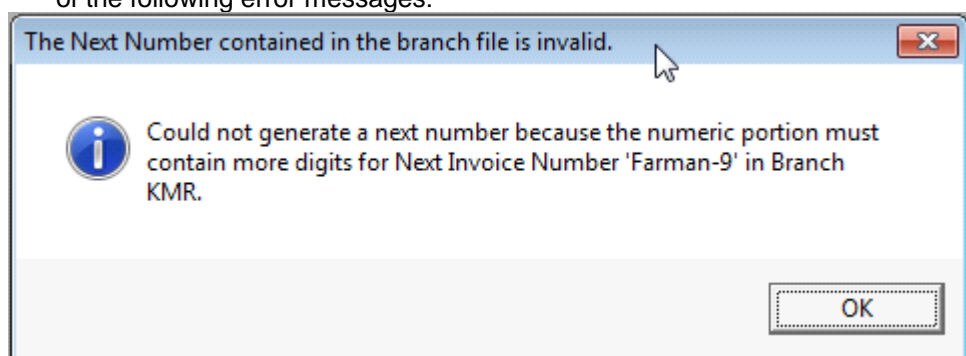 of the following error messages:
The Next Number contained in the branch file is invalid.
Could not generate a next number because the numeric portion must
contain more digits for Next Invoice Number 'Farman-9' in Branch
KMR.
OK